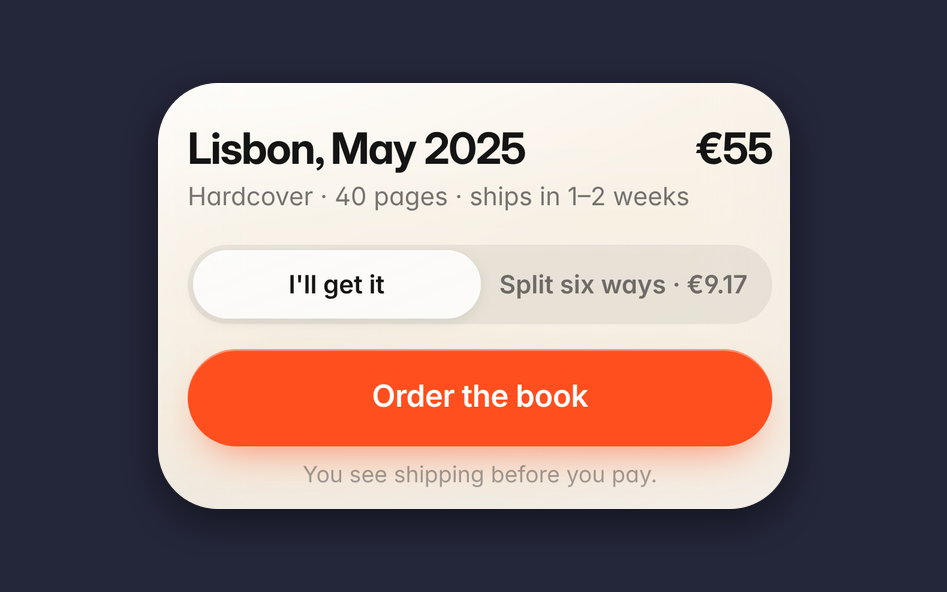 Lisbon, May 2025 €55
Hardcover · 40 pages · ships in 1–2 weeks
I'll get it Split six ways · €9.17
Order the book
You see shipping before you pay.